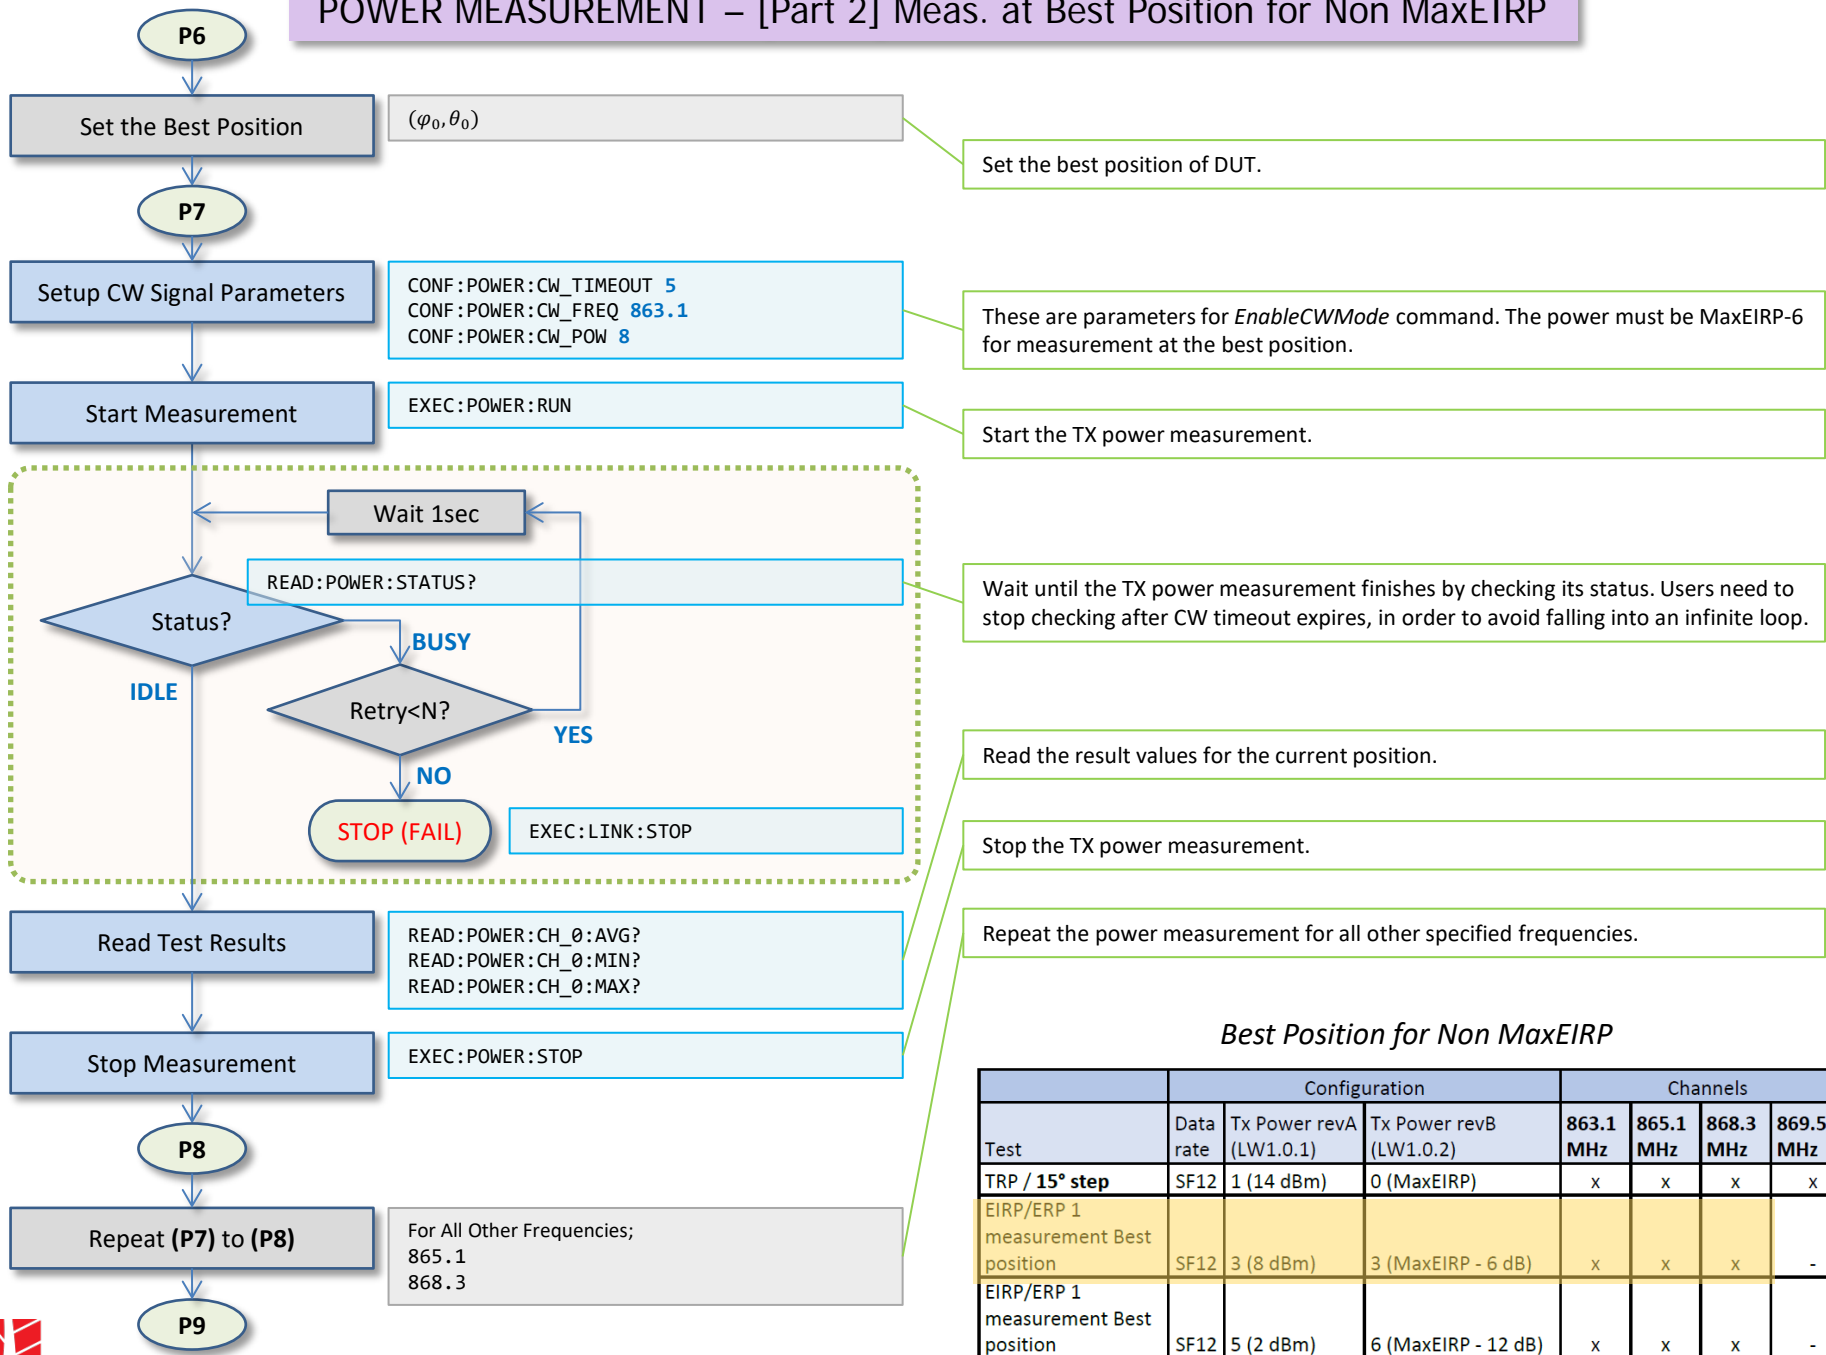 POWER MEASUREMENT – [Part 2] Meas. at Best Position for Non MaxEIRP
P6
Set the Best Position
(φ₀,θ₀)
Set the best position of DUT.
P7
Setup CW Signal Parameters
CONF:POWER:CW_TIMEOUT 5
CONF:POWER:CW_FREQ 863.1
CONF:POWER:CW_POW 8
These are parameters for EnableCWMode command. The power must be MaxEIRP-6
for measurement at the best position.
Start Measurement
EXEC:POWER:RUN
Start the TX power measurement.
Wait 1sec
READ:POWER:STATUS?
Status?
Wait until the TX power measurement finishes by checking its status. Users need to
stop checking after CW timeout expires, in order to avoid falling into an infinite loop.
BUSY
IDLE
Retry<N?
YES
NO
STOP (FAIL)
EXEC:LINK:STOP
Read the result values for the current position.
Stop the TX power measurement.
Repeat the power measurement for all other specified frequencies.
Read Test Results
READ:POWER:CH_0:AVG?
READ:POWER:CH_0:MIN?
READ:POWER:CH_0:MAX?
Stop Measurement
EXEC:POWER:STOP
P8
Repeat (P7) to (P8)
For All Other Frequencies;
865.1
868.3
P9
Best Position for Non MaxEIRP
Configuration Channels
Test Data rate Tx Power revA (LW1.0.1) Tx Power revB (LW1.0.2) 863.1 MHz 865.1 MHz 868.3 MHz 869.5 MHz
TRP / 15° step SF12 1 (14 dBm) 0 (MaxEIRP) x x x x
EIRP/ERP 1
measurement Best
position SF12 3 (8 dBm) 3 (MaxEIRP - 6 dB) x x x -
EIRP/ERP 1
measurement Best
position SF12 5 (2 dBm) 6 (MaxEIRP - 12 dB) x x x -